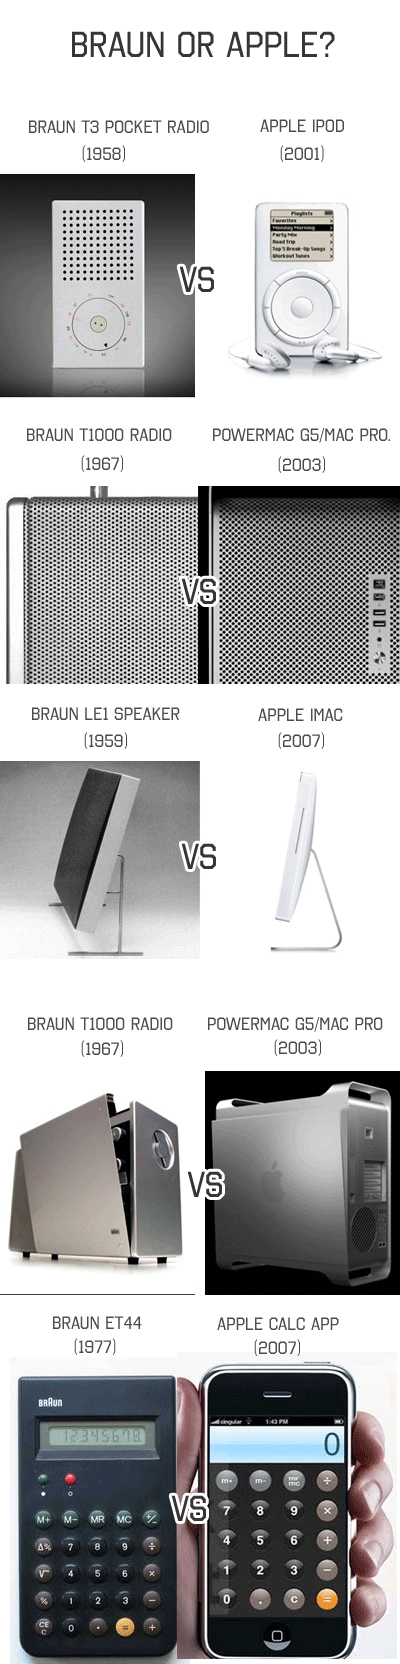 BRAUN OR APPLE?
BRAUN T3 POCKET RADIO
(1958)
APPLE IPOD
(2001)
Playlists
Favorites >
Monday Morning >
Party Mix >
Road Trip >
Top 5 Break-Up Songs >
Workout Tunes >
VS
BRAUN T1000 RADIO
(1967)
POWERMAC G5/MAC PRO.
(2003)
VS
BRAUN LE1 SPEAKER
(1959)
APPLE IMAC
(2007)
VS
BRAUN T1000 RADIO
(1967)
POWERMAC G5/MAC PRO
(2003)
VS
BRAUN ET44
(1977)
APPLE CALC APP
(2007)
BRAUN
12345678
M+ M− MR MC +/−
Δ% 7 8 9 ÷
√ 4 5 6 ×
% 1 2 3 −
CE C 0 . = +
VS
cingular 1:43 PM
0
m+ m− mr mc ÷
7 8 9 ×
4 5 6 −
1 2 3 +
0 . c =